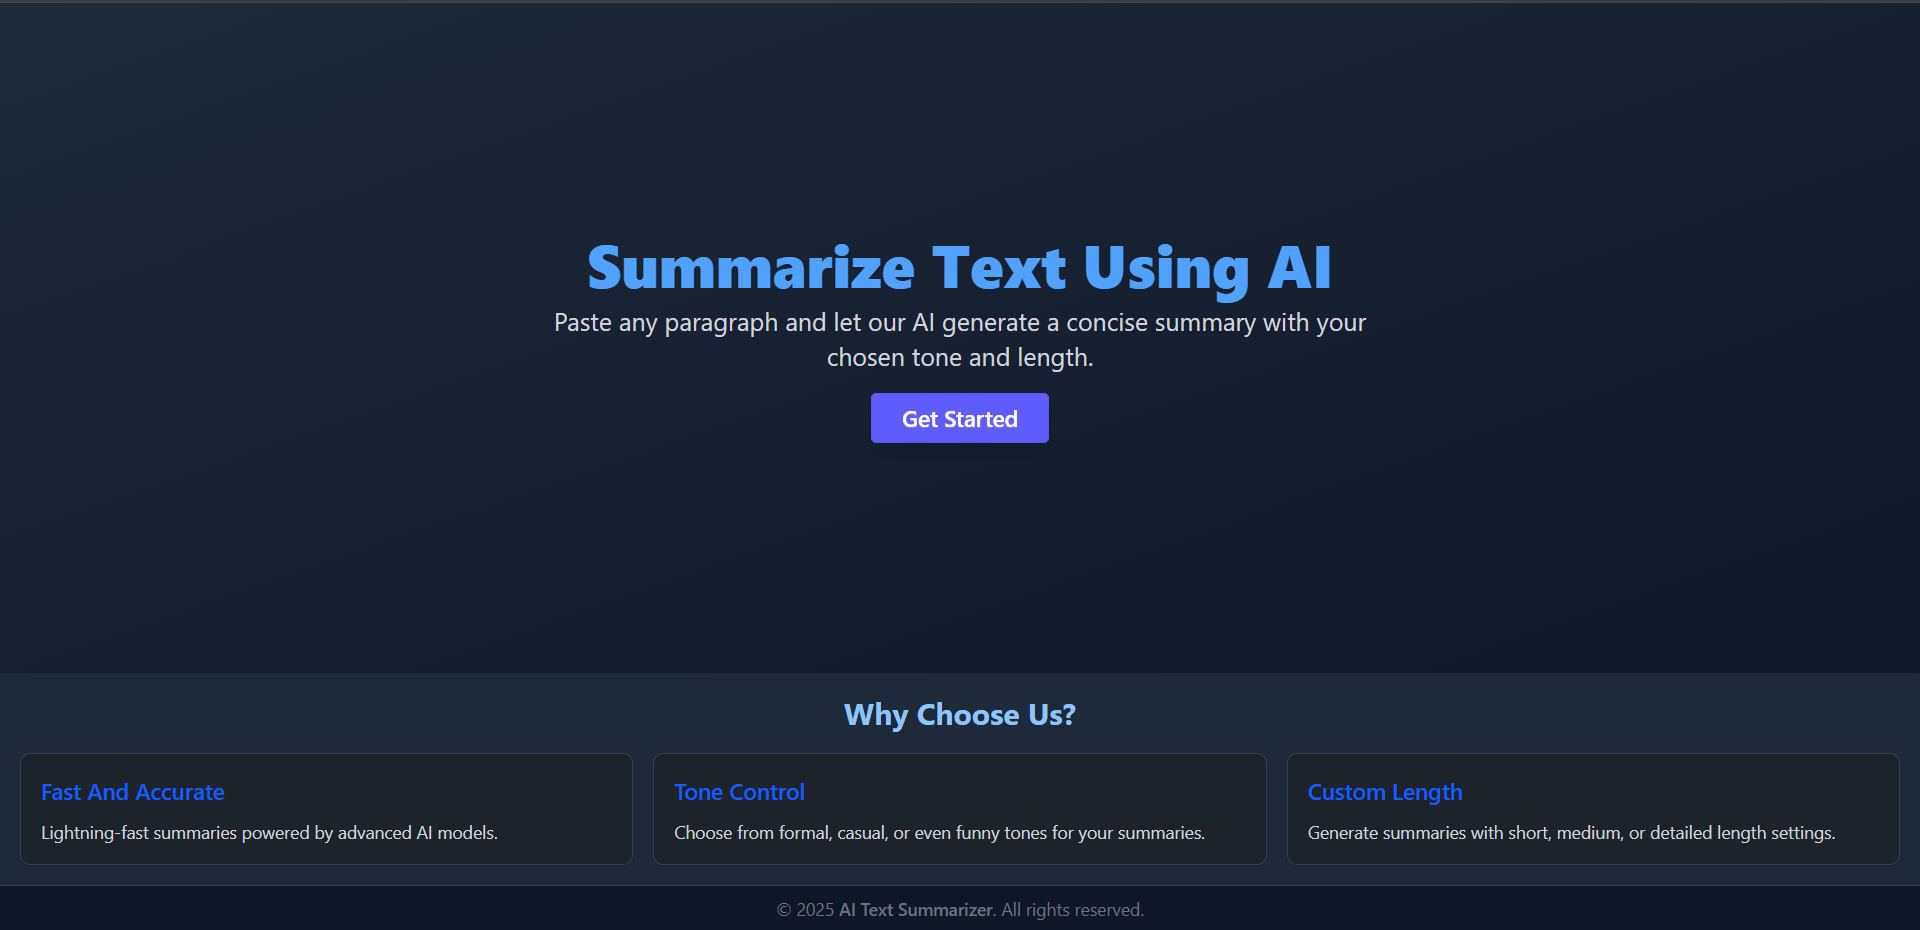 Summarize Text Using AI
Paste any paragraph and let our AI generate a concise summary with your
chosen tone and length.
Get Started
Why Choose Us?
Fast And Accurate
Lightning-fast summaries powered by advanced AI models.
Tone Control
Choose from formal, casual, or even funny tones for your summaries.
Custom Length
Generate summaries with short, medium, or detailed length settings.
© 2025 AI Text Summarizer. All rights reserved.